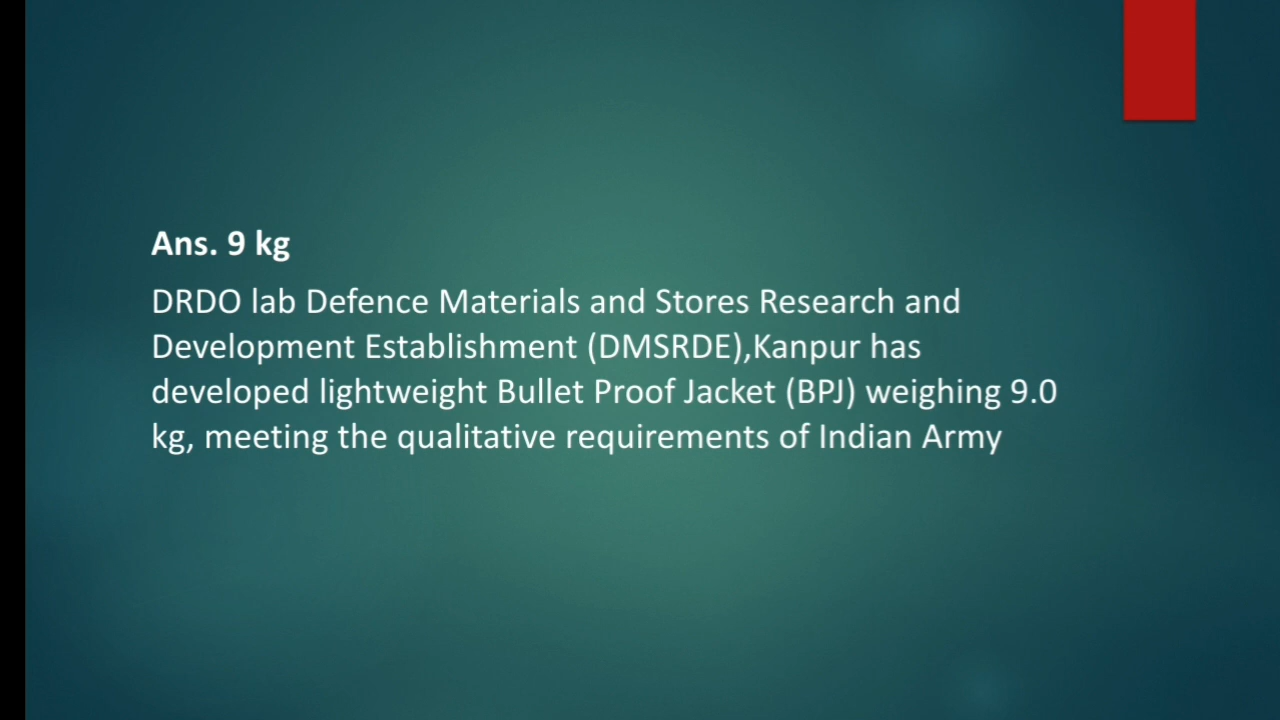 Ans. 9 kg
DRDO lab Defence Materials and Stores Research and
Development Establishment (DMSRDE),Kanpur has
developed lightweight Bullet Proof Jacket (BPJ) weighing 9.0
kg, meeting the qualitative requirements of Indian Army